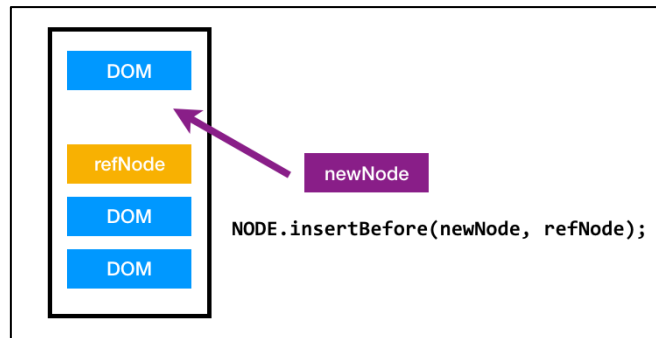 DOM
refNode
newNode
DOM
NODE.insertBefore(newNode, refNode);
DOM